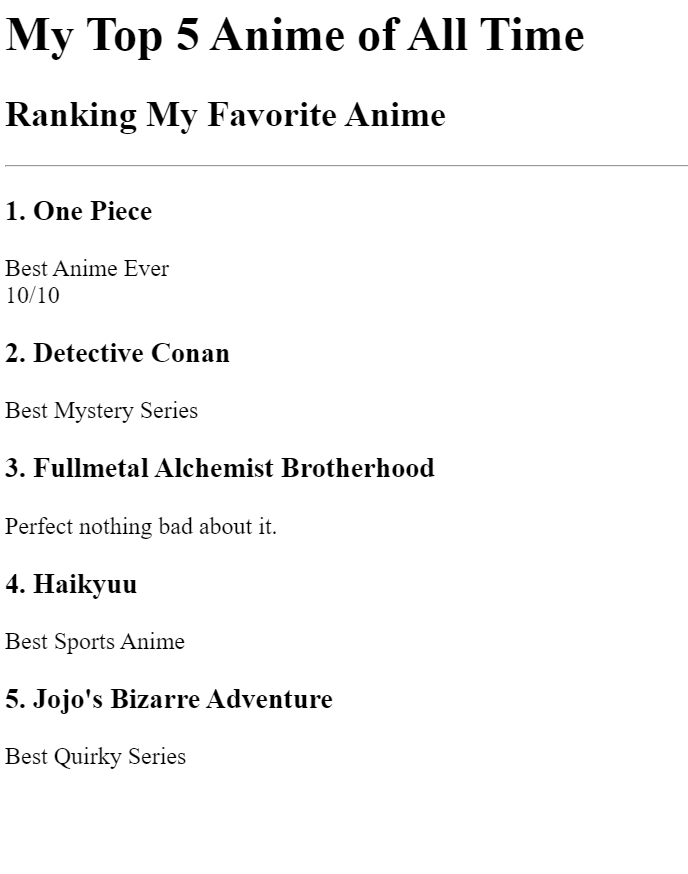 My Top 5 Anime of All Time
Ranking My Favorite Anime
1. One Piece
Best Anime Ever
10/10
2. Detective Conan
Best Mystery Series
3. Fullmetal Alchemist Brotherhood
Perfect nothing bad about it.
4. Haikyuu
Best Sports Anime
5. Jojo's Bizarre Adventure
Best Quirky Series